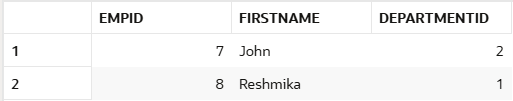 EMPID FIRSTNAME DEPARTMENTID
1 7 John 2
2 8 Reshmika 1